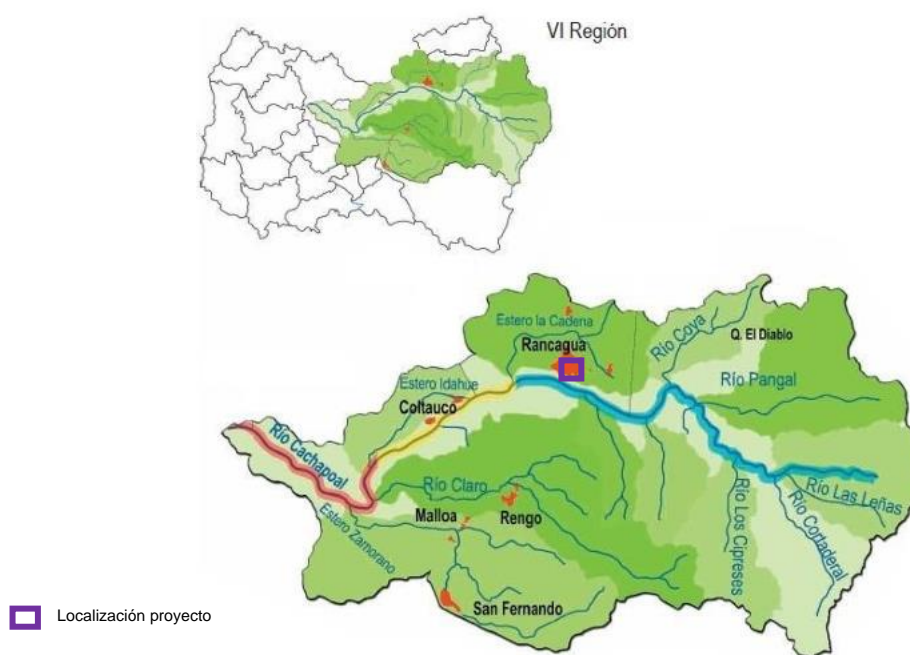 VI Región
Estero la Cadena
Río Coya
Q. El Diablo
Rancagua
Río Pangal
Estero Idahue
Coltauco
Río Cachapoal
Río Claro
Río Las Leñas
Malloa
Rengo
Estero Zamorano
Río Los Cipreses
Río Cortaderal
San Fernando
Localización proyecto